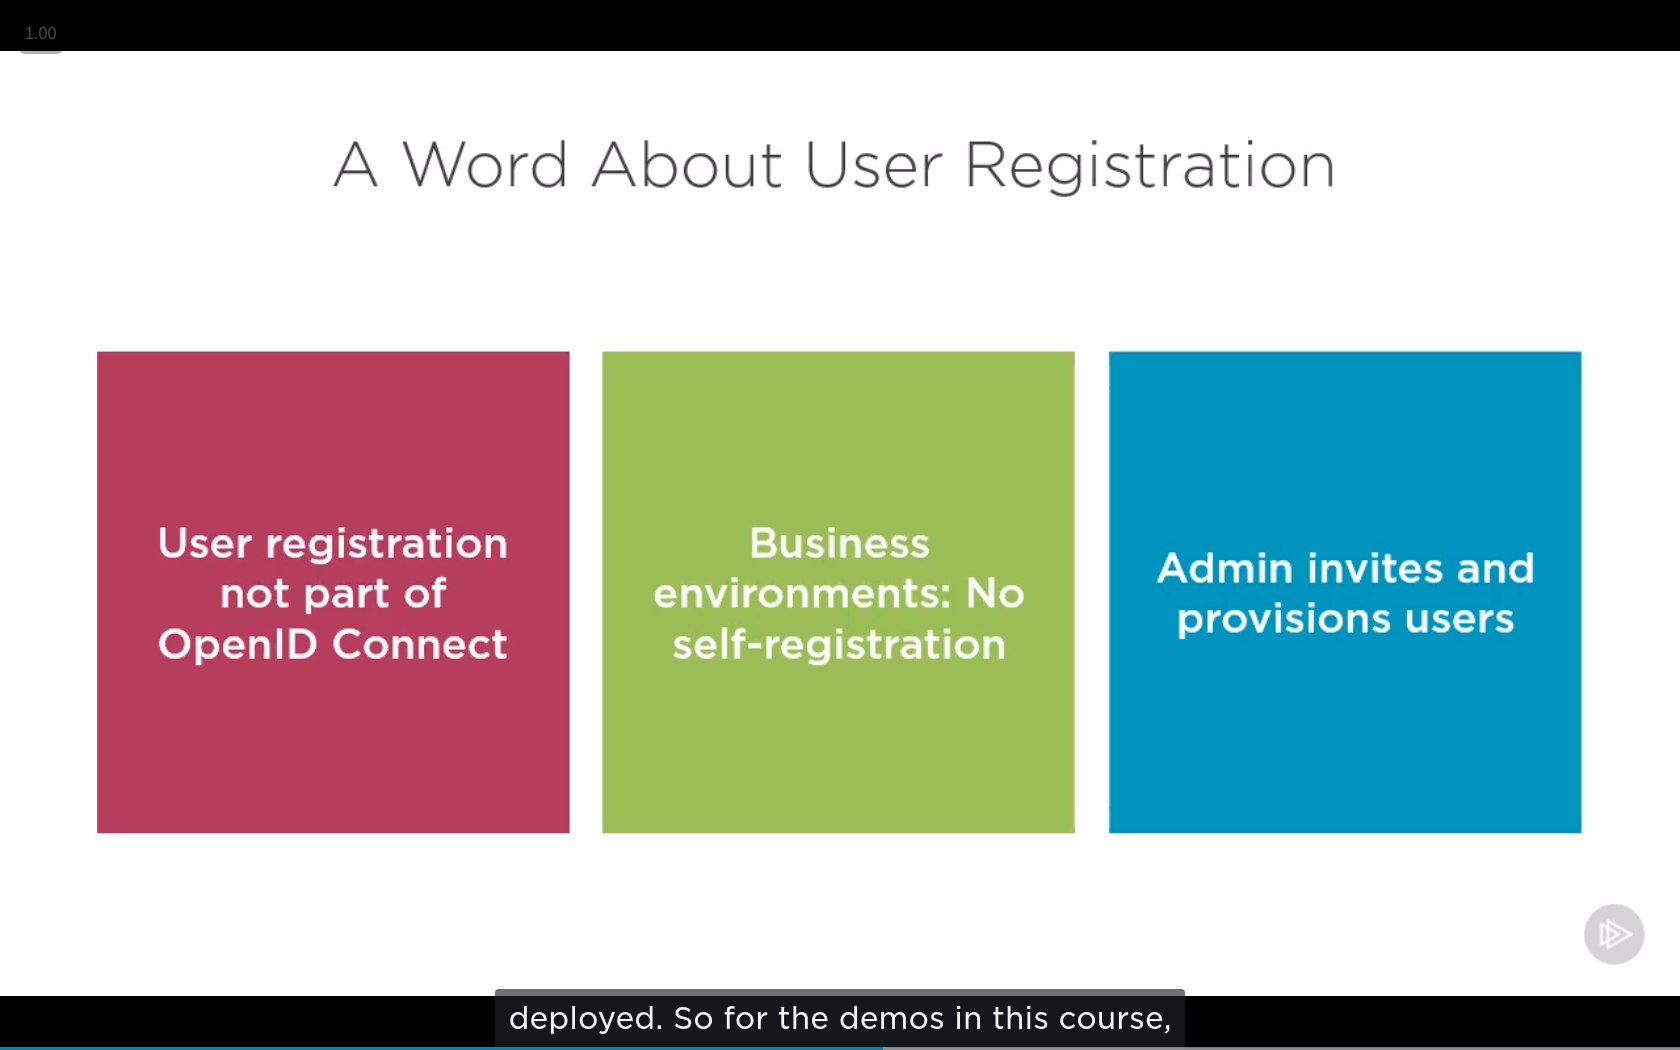 1.00
A Word About User Registration
User registration
not part of
OpenID Connect
Business
environments: No
self-registration
Admin invites and
provisions users
deployed. So for the demos in this course,